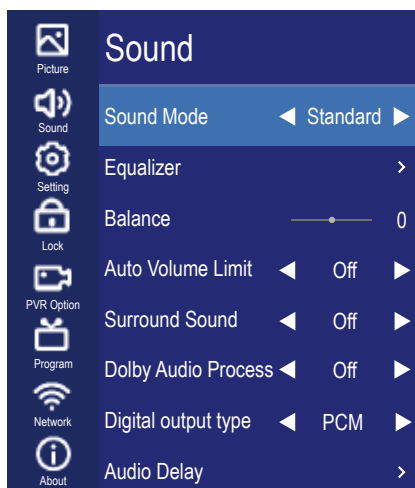 Sound
Picture
Sound
Setting
Lock
PVR Option
Program
Network
About
Sound Mode Standard
Equalizer
Balance 0
Auto Volume Limit Off
Surround Sound Off
Dolby Audio Process Off
Digital output type PCM
Audio Delay